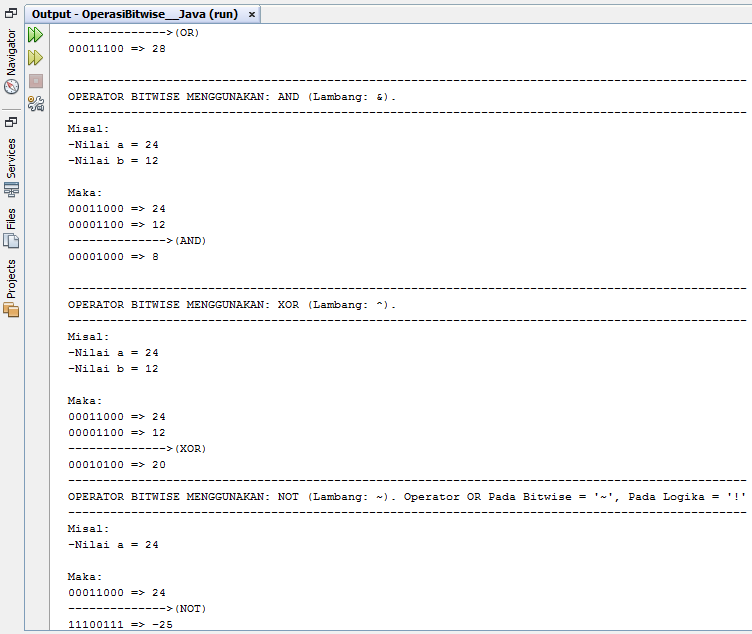 Output - OperasiBitwise__Java (run) ×
Navigator
Services
Files
Projects
-------------->(OR)
00011100 => 28
-------------------------------------------------------------------------------------------------
OPERATOR BITWISE MENGGUNAKAN: AND (Lambang: &).
-------------------------------------------------------------------------------------------------
Misal:
-Nilai a = 24
-Nilai b = 12
Maka:
00011000 => 24
00001100 => 12
-------------->(AND)
00001000 => 8
-------------------------------------------------------------------------------------------------
OPERATOR BITWISE MENGGUNAKAN: XOR (Lambang: ^).
-------------------------------------------------------------------------------------------------
Misal:
-Nilai a = 24
-Nilai b = 12
Maka:
00011000 => 24
00001100 => 12
-------------->(XOR)
00010100 => 20
-------------------------------------------------------------------------------------------------
OPERATOR BITWISE MENGGUNAKAN: NOT (Lambang: ~). Operator OR Pada Bitwise = '~', Pada Logika = '!'
-------------------------------------------------------------------------------------------------
Misal:
-Nilai a = 24
Maka:
00011000 => 24
-------------->(NOT)
11100111 => -25